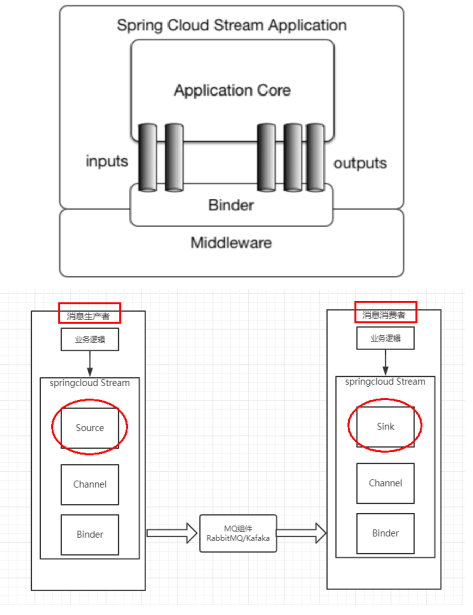 Spring Cloud Stream Application
Application Core
inputs
outputs
Binder
Middleware
消息生产者
业务逻辑
springcloud Stream
Source
Channel
Binder
MQ组件
RabbitMQ/Kafaka
消息消费者
业务逻辑
springcloud Stream
Sink
Channel
Binder